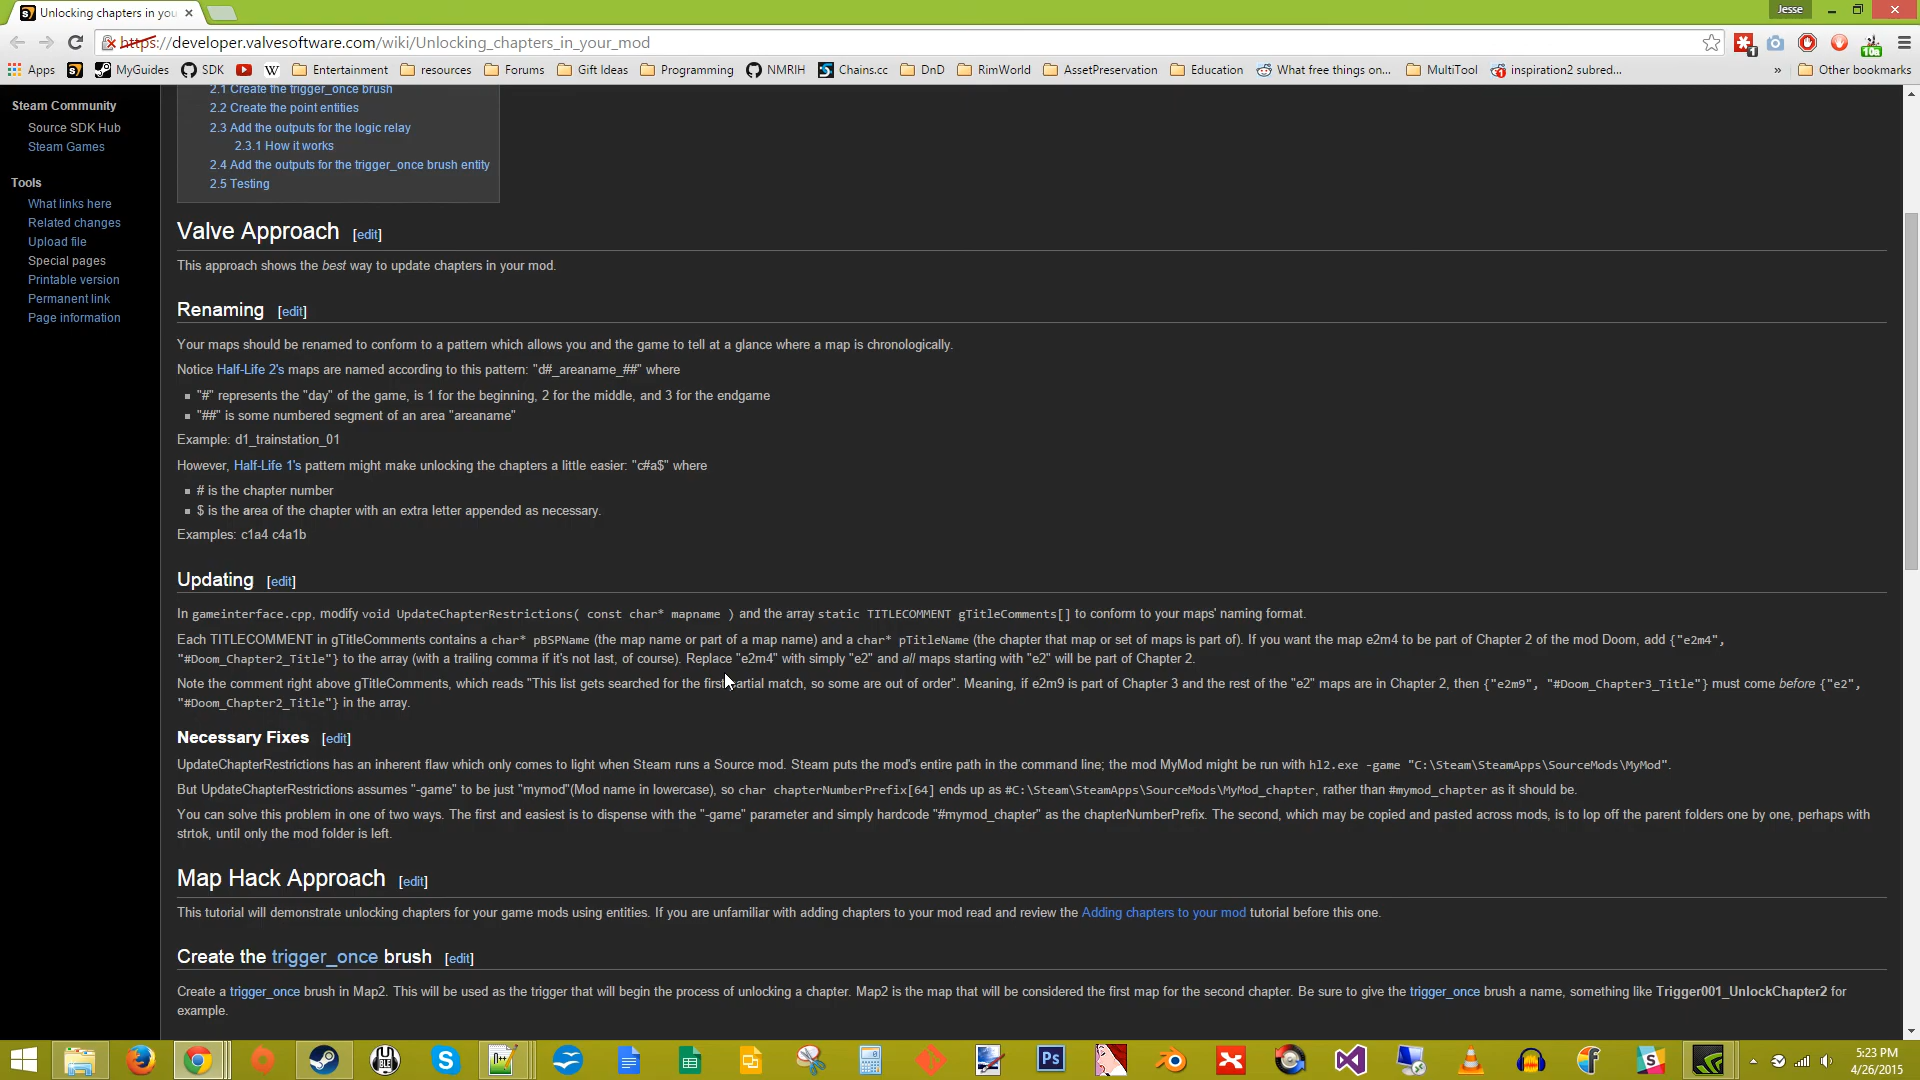 Unlocking chapters in you
Jesse
https://developer.valvesoftware.com/wiki/Unlocking_chapters_in_your_mod
1
10a
Apps
MyGuides
SDK
W
Entertainment
resources
Forums
Gift Ideas
Programming
NMRIH
Chains.cc
DnD
RimWorld
AssetPreservation
Education
What free things on...
MultiTool
inspiration2 subred...
»
Other bookmarks
Steam Community
Source SDK Hub
Steam Games
Tools
What links here
Related changes
Upload file
Special pages
Printable version
Permanent link
Page information
2.1 Create the trigger_once brush
2.2 Create the point entities
2.3 Add the outputs for the logic relay
2.3.1 How it works
2.4 Add the outputs for the trigger_once brush entity
2.5 Testing
Valve Approach [edit]
This approach shows the best way to update chapters in your mod.
Renaming [edit]
Your maps should be renamed to conform to a pattern which allows you and the game to tell at a glance where a map is chronologically.
Notice Half-Life 2's maps are named according to this pattern: "d#_areaname_##" where
"#" represents the "day" of the game, is 1 for the beginning, 2 for the middle, and 3 for the endgame
"##" is some numbered segment of an area "areaname"
Example: d1_trainstation_01
However, Half-Life 1's pattern might make unlocking the chapters a little easier: "c#a$" where
# is the chapter number
$ is the area of the chapter with an extra letter appended as necessary.
Examples: c1a4 c4a1b
Updating [edit]
In gameinterface.cpp, modify void UpdateChapterRestrictions( const char* mapname ) and the array static TITLECOMMENT gTitleComments[] to conform to your maps' naming format.
Each TITLECOMMENT in gTitleComments contains a char* pBSPName (the map name or part of a map name) and a char* pTitleName (the chapter that map or set of maps is part of). If you want the map e2m4 to be part of Chapter 2 of the mod Doom, add {"e2m4",
"#Doom_Chapter2_Title"} to the array (with a trailing comma if it's not last, of course). Replace "e2m4" with simply "e2" and all maps starting with "e2" will be part of Chapter 2.
Note the comment right above gTitleComments, which reads "This list gets searched for the first partial match, so some are out of order". Meaning, if e2m9 is part of Chapter 3 and the rest of the "e2" maps are in Chapter 2, then {"e2m9", "#Doom_Chapter3_Title"} must come before {"e2",
"#Doom_Chapter2_Title"} in the array.
Necessary Fixes [edit]
UpdateChapterRestrictions has an inherent flaw which only comes to light when Steam runs a Source mod. Steam puts the mod's entire path in the command line; the mod MyMod might be run with hl2.exe -game "C:\Steam\SteamApps\SourceMods\MyMod".
But UpdateChapterRestrictions assumes "-game" to be just "mymod"(Mod name in lowercase), so char chapterNumberPrefix[64] ends up as #C:\Steam\SteamApps\SourceMods\MyMod_chapter, rather than #mymod_chapter as it should be.
You can solve this problem in one of two ways. The first and easiest is to dispense with the "-game" parameter and simply hardcode "#mymod_chapter" as the chapterNumberPrefix. The second, which may be copied and pasted across mods, is to lop off the parent folders one by one, perhaps with
strtok, until only the mod folder is left.
Map Hack Approach [edit]
This tutorial will demonstrate unlocking chapters for your game mods using entities. If you are unfamiliar with adding chapters to your mod read and review the Adding chapters to your mod tutorial before this one.
Create the trigger_once brush [edit]
Create a trigger_once brush in Map2. This will be used as the trigger that will begin the process of unlocking a chapter. Map2 is the map that will be considered the first map for the second chapter. Be sure to give the trigger_once brush a name, something like Trigger001_UnlockChapter2 for
example.
Ps
5:23 PM
4/26/2015